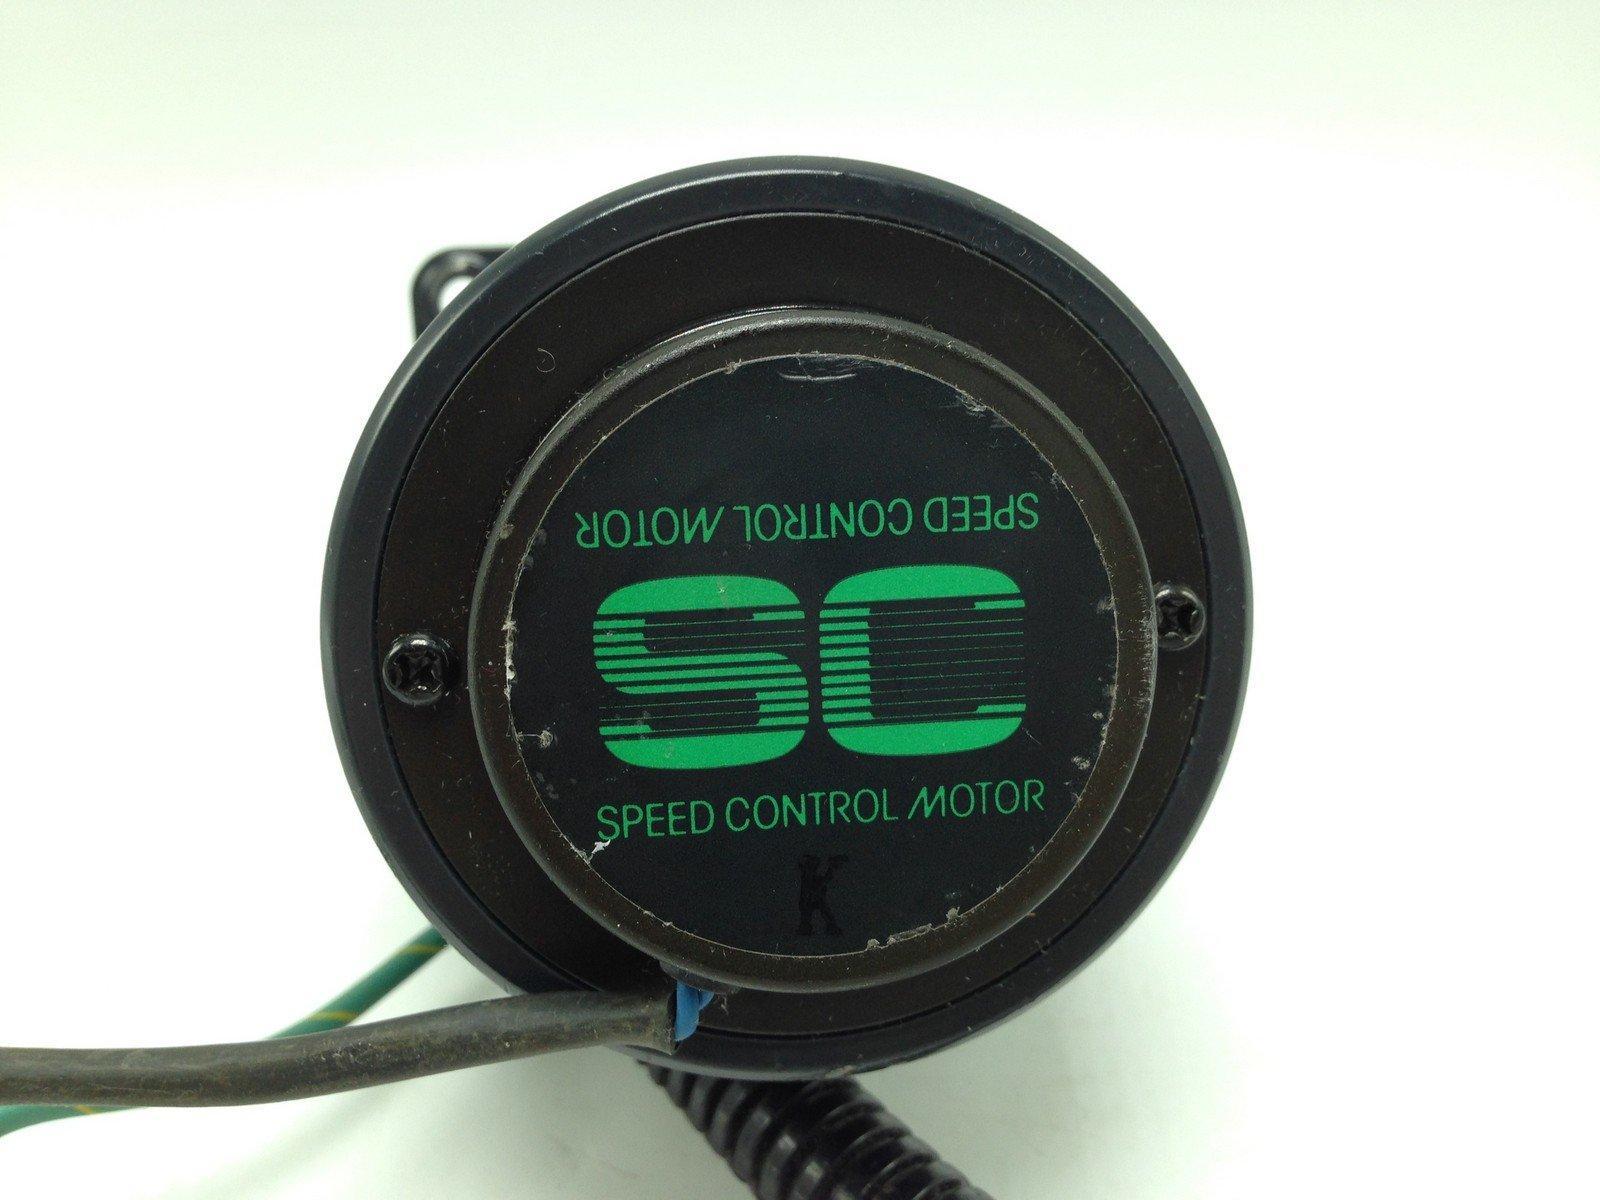 SPEED CONTROL MOTOR
SC
SPEED CONTROL MOTOR
K